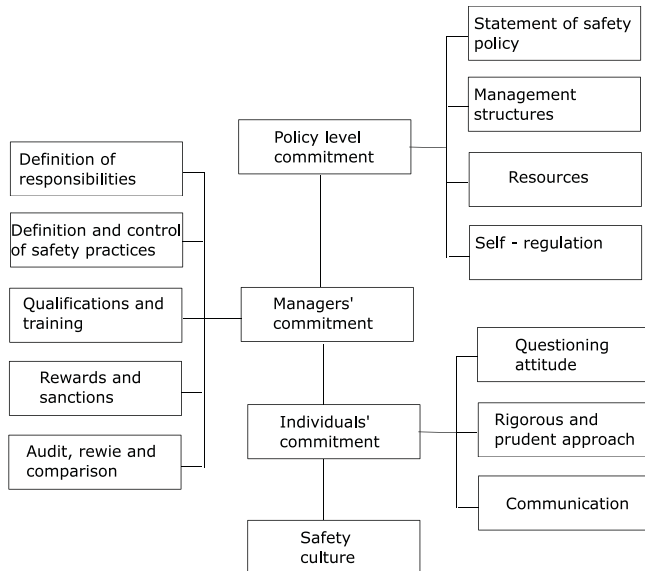 Statement of safety
policy
Management
structures
Resources
Self - regulation
Policy level
commitment
Definition of
responsibilities
Definition and control
of safety practices
Qualifications and
training
Rewards and
sanctions
Audit, rewie and
comparison
Managers'
commitment
Questioning
attitude
Rigorous and
prudent approach
Communication
Individuals'
commitment
Safety
culture